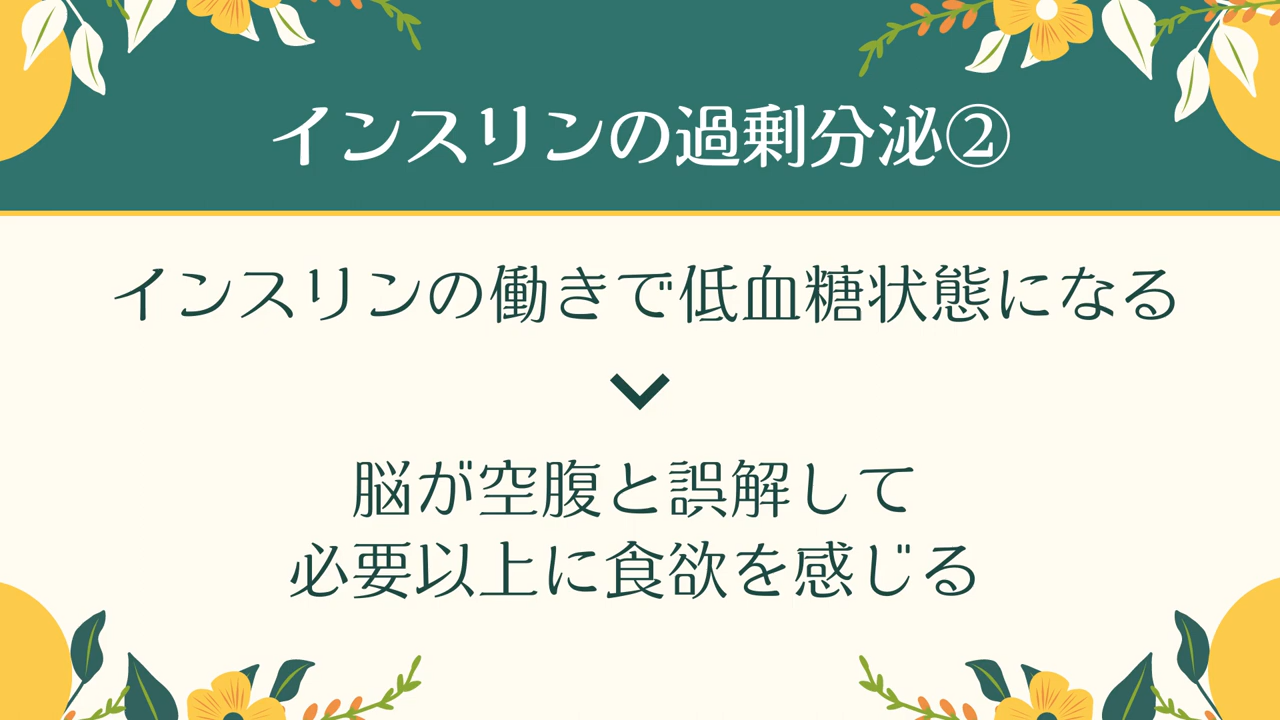 インスリンの過剰分泌②
インスリンの働きで低血糖状態になる
脳が空腹と誤解して
必要以上に食欲を感じる